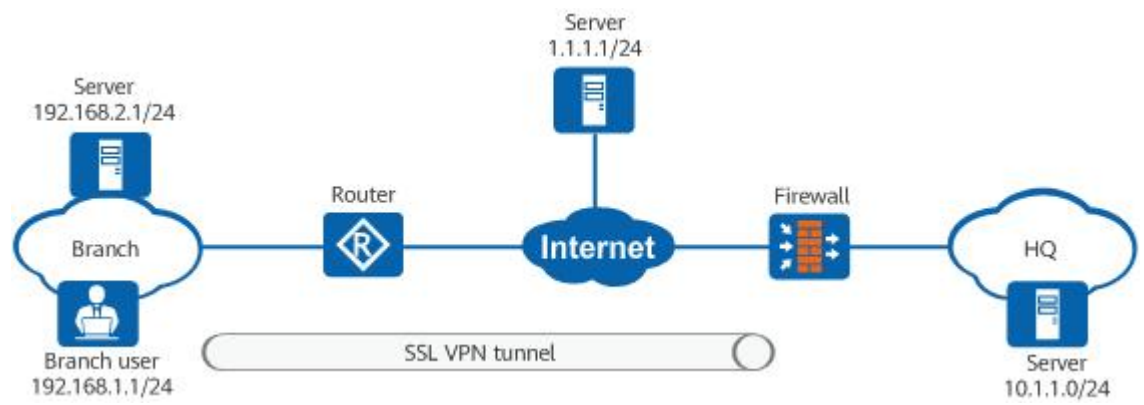 Server
1.1.1.1/24
Server
192.168.2.1/24
Router
Firewall
R
Branch
Internet
HQ
SSL VPN tunnel
Branch user
192.168.1.1/24
Server
10.1.1.0/24